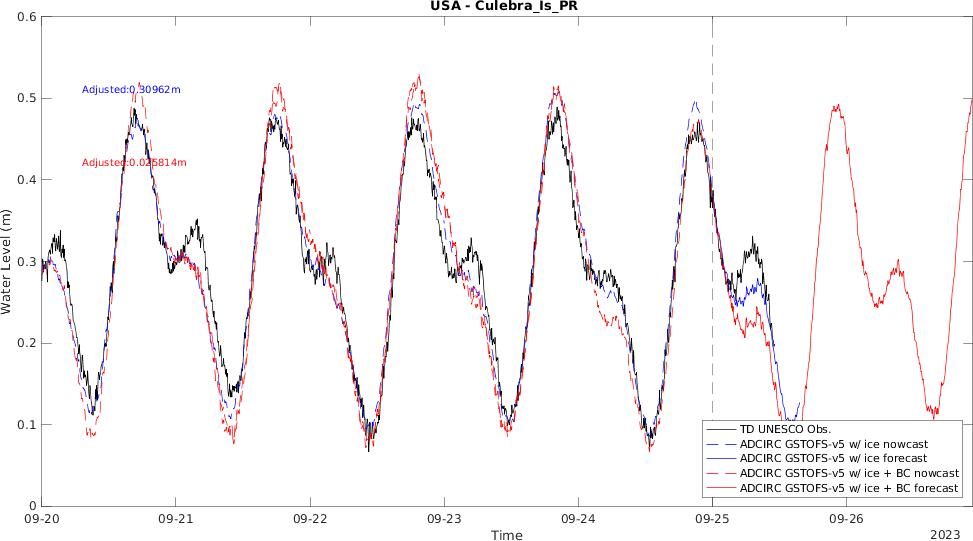 USA - Culebra_Is_PR
0.6
0.5
0.4
0.3
0.2
0.1
0
Water Level (m)
Adjusted:0.30962m
Adjusted:0.025814m
TD UNESCO Obs.
ADCIRC GSTOFS-v5 w/ ice nowcast
ADCIRC GSTOFS-v5 w/ ice forecast
ADCIRC GSTOFS-v5 w/ ice + BC nowcast
ADCIRC GSTOFS-v5 w/ ice + BC forecast
09-20 09-21 09-22 09-23 09-24 09-25 09-26
Time
2023